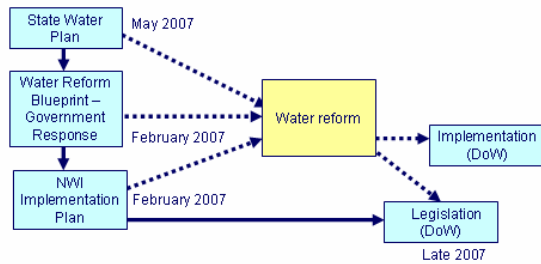 State Water
Plan
May 2007
Water Reform
Blueprint –
Government
Response
February 2007
Water reform
Implementation
(DoW)
NWI
Implementation
Plan
February 2007
Legislation
(DoW)
Late 2007